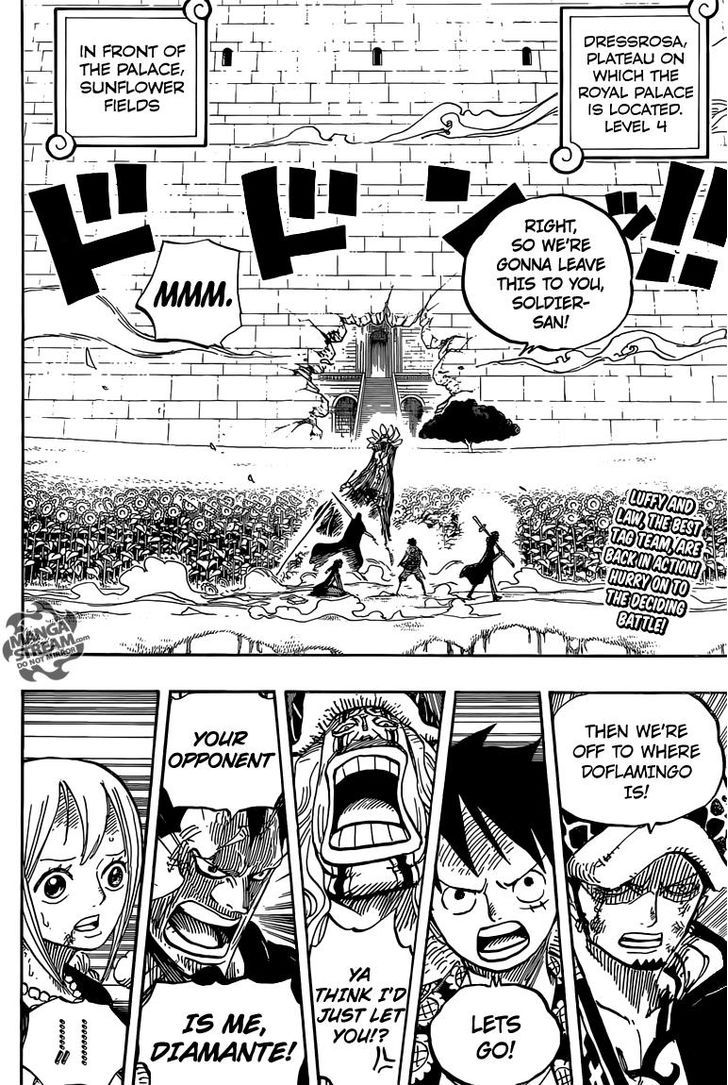 IN FRONT OF
THE PALACE,
SUNFLOWER
FIELDS
DRESSROSA,
PLATEAU ON
WHICH THE
ROYAL PALACE
IS LOCATED.
LEVEL 4
ドドンッ!!
MMM.
RIGHT,
SO WE'RE
GONNA LEAVE
THIS TO YOU,
SOLDIER-
SAN!
LUFFY AND
LAW, THE BEST
TAG TEAM, ARE
BACK IN ACTION!
HURRY ON TO
THE DECIDING
BATTLE!
MANGA
STREAM.com
DO NOT MIRROR
!!
YOUR
OPPONENT
IS ME,
DIAMANTE!
YA
THINK I'D
JUST LET
YOU!?
LETS
GO!
THEN WE'RE
OFF TO WHERE
DOFLAMINGO
IS!